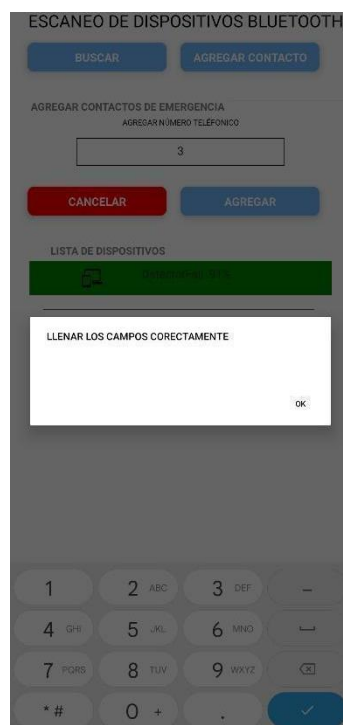 ESCANEO DE DISPOSITIVOS BLUETOOTH
BUSCAR AGREGAR CONTACTO
AGREGAR CONTACTOS DE EMERGENCIA
AGREGAR NÚMERO TELÉFONICO
3
CANCELAR AGREGAR
LISTA DE DISPOSITIVOS
LLENAR LOS CAMPOS CORECTAMENTE
OK
1 2 ABC 3 DEF –
4 GHI 5 JKL 6 MNO
7 PQRS 8 TUV 9 WXYZ
* # 0 + .